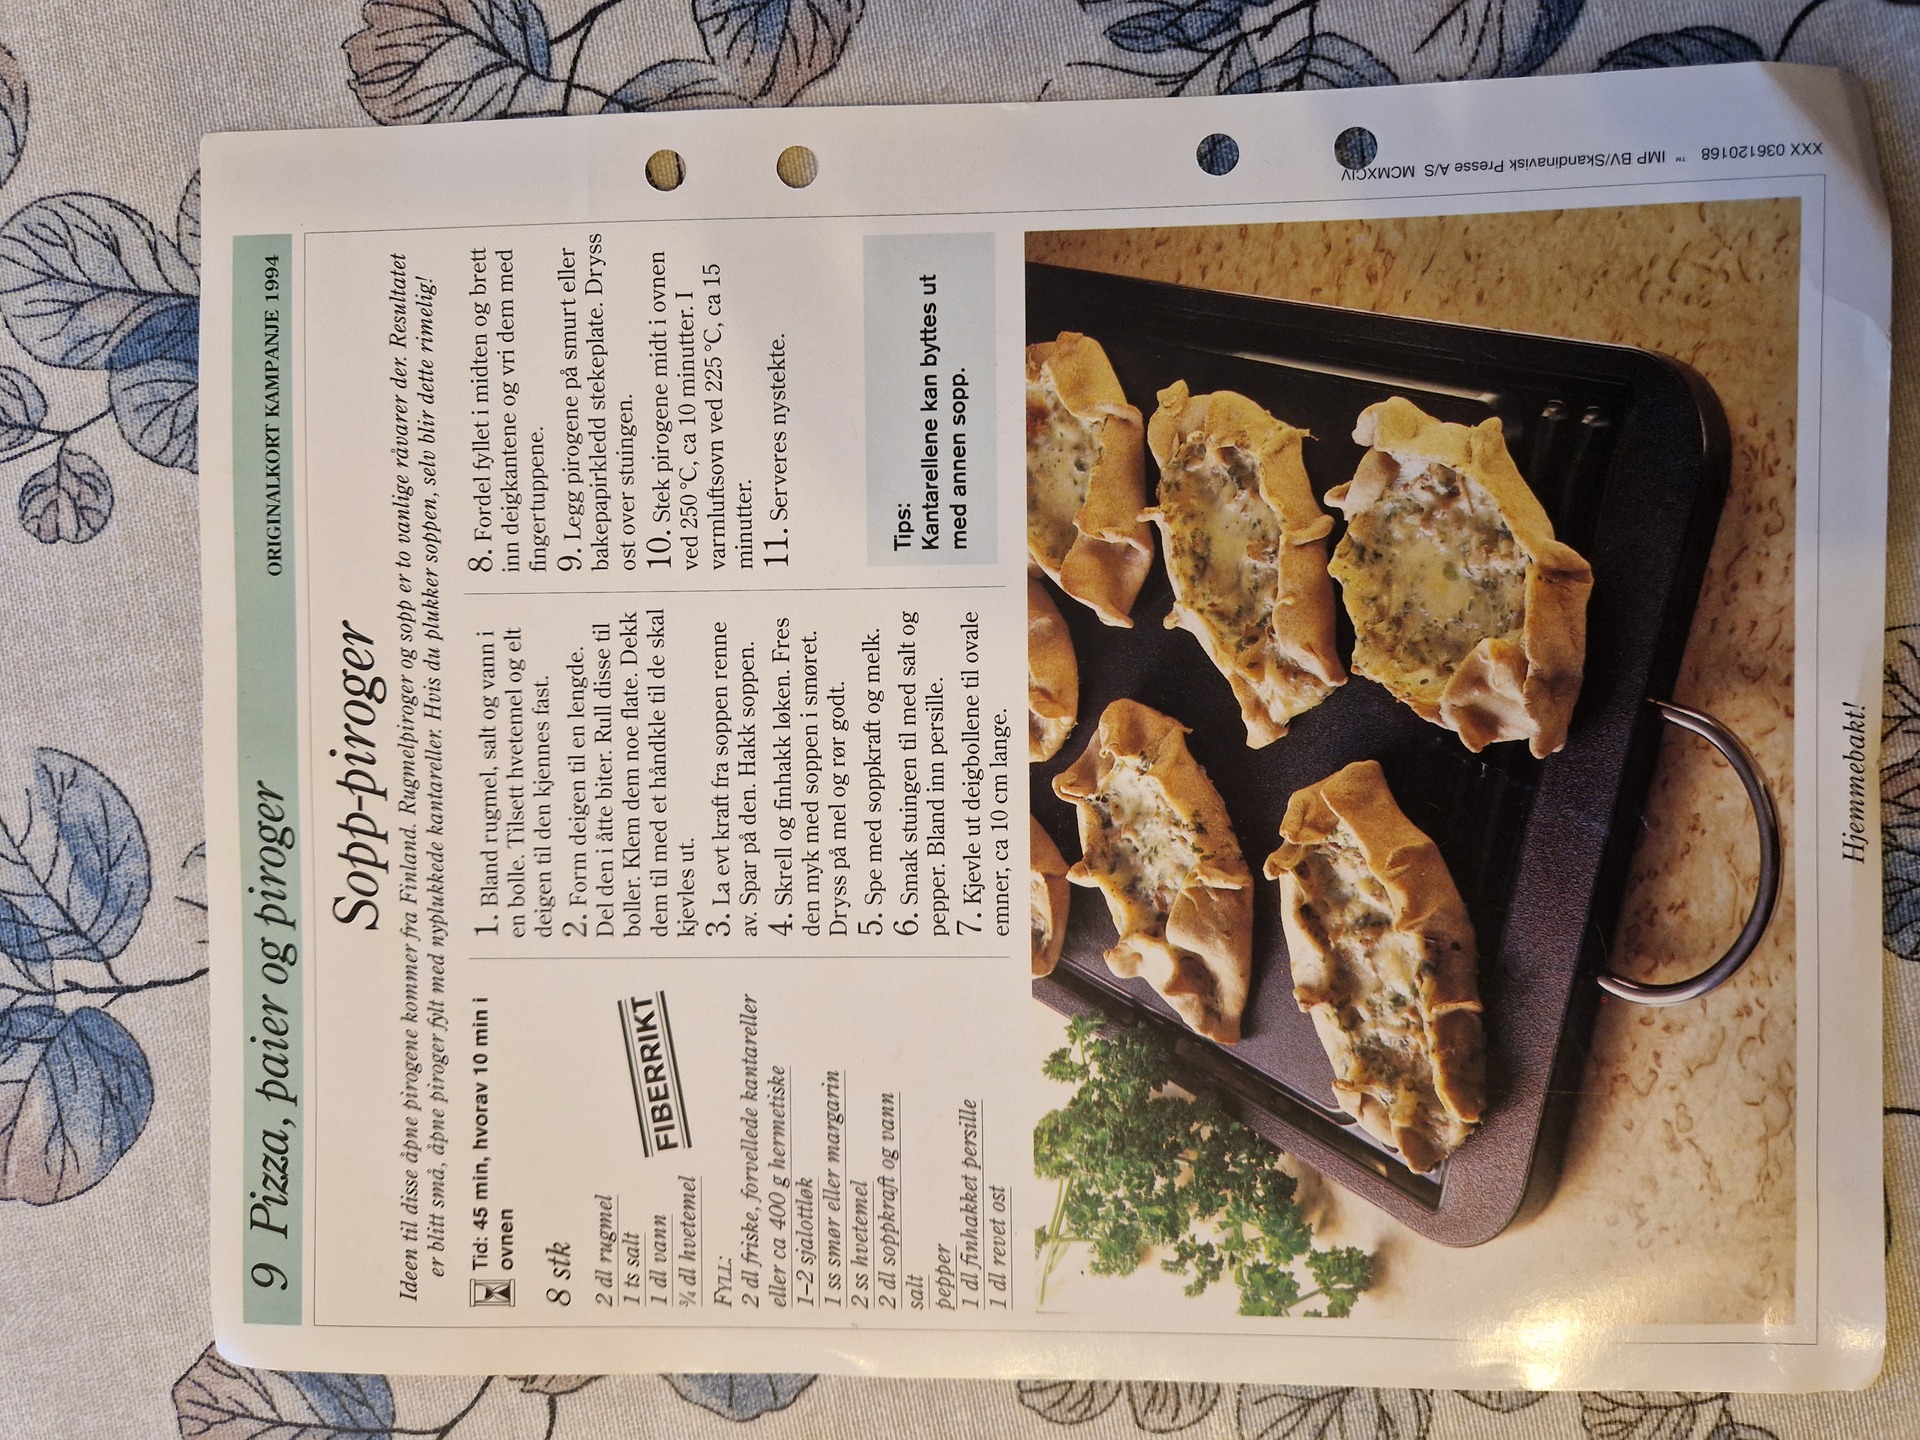 9 Pizza, paier og piroger
ORIGINALKORT KAMPANJE 1994
Sopp-piroger
Ideen til disse åpne pirogene kommer fra Finland. Rugmelpiroger og sopp er to vanlige råvarer der. Resultatet
er blitt små, åpne piroger fylt med nyplukkede kantareller. Hvis du plukker soppen, selv blir dette rimelig!
Tid: 45 min, hvorav 10 min i
ovnen
8 stk
2 dl rugmel
1 ts salt
1 dl vann
¾ dl hvetemel
FIBERRIKT
FYLL:
2 dl friske, forvellede kantareller
eller ca 400 g hermetiske
1–2 sjalottløk
1 ss smør eller margarin
2 ss hvetemel
2 dl soppkraft og vann
salt
pepper
1 dl finhakket persille
1 dl revet ost
1. Bland rugmel, salt og vann i
en bolle. Tilsett hvetemel og elt
deigen til den kjennes fast.
2. Form deigen til en lengde.
Del den i åtte biter. Rull disse til
boller. Klem dem noe flate. Dekk
dem til med et håndkle til de skal
kjevles ut.
3. La evt kraft fra soppen renne
av. Spar på den. Hakk soppen.
4. Skrell og finhakk løken. Fres
den myk med soppen i smøret.
Dryss på mel og rør godt.
5. Spe med soppkraft og melk.
6. Smak stuingen til med salt og
pepper. Bland inn persille.
7. Kjevle ut deigbollene til ovale
emner, ca 10 cm lange.
8. Fordel fyllet i midten og brett
inn deigkantene og vri dem med
fingertuppene.
9. Legg pirogene på smurt eller
bakepapirkledd stekeplate. Dryss
ost over stuingen.
10. Stek pirogene midt i ovnen
ved 250 °C, ca 10 minutter. I
varmluftsovn ved 225 °C, ca 15
minutter.
11. Serveres nystekte.
Tips:
Kantarellene kan byttes ut
med annen sopp.
XXX 036120168 ™ IMP BV/Skandinavisk Presse A/S MCMXCIV
Hjemmebakt!